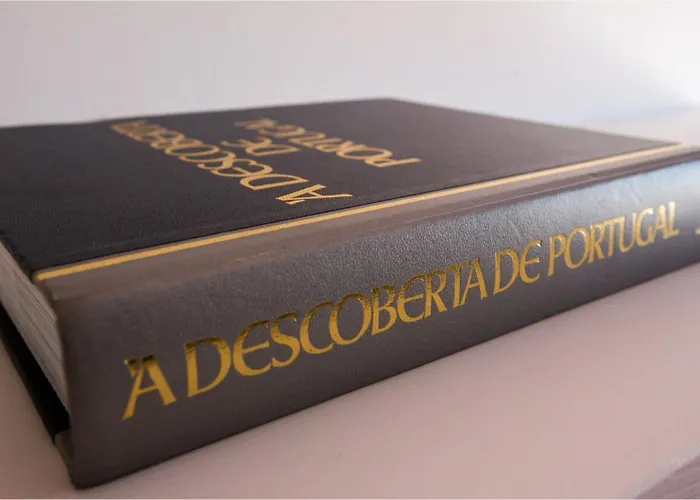 À DESCOBERTA
DE
PORTUGAL
À DESCOBERTA DE PORTUGAL